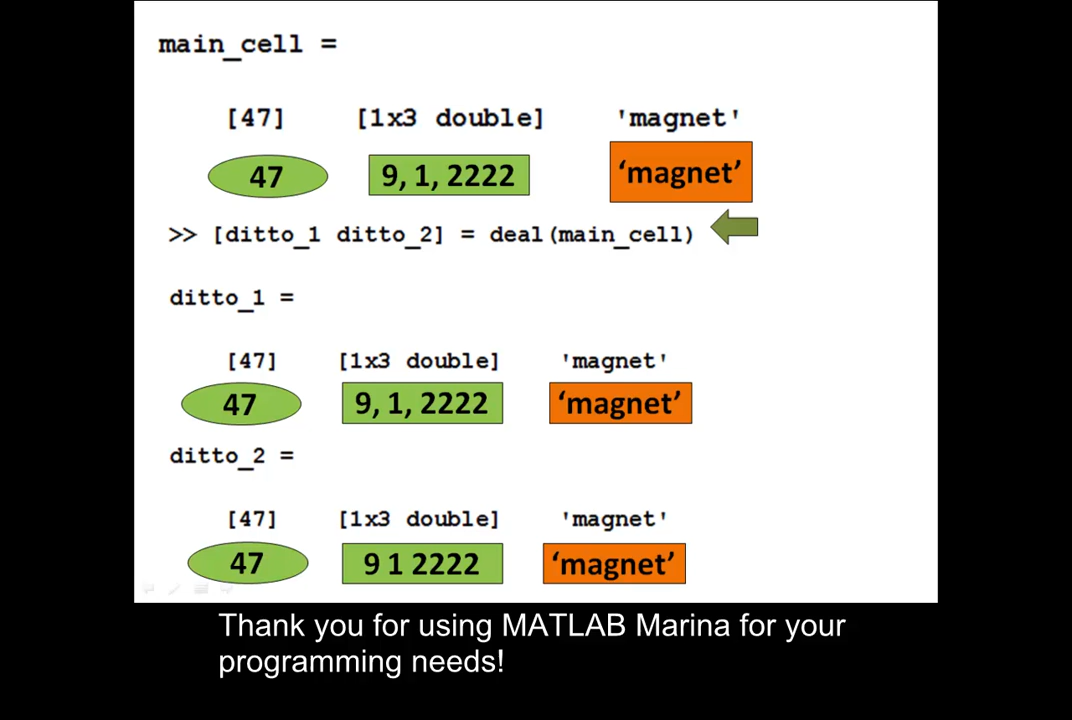 main_cell =
[47] [1x3 double] 'magnet'
47 9, 1, 2222 ‘magnet’
>> [ditto_1 ditto_2] = deal(main_cell)
ditto_1 =
[47] [1x3 double] 'magnet'
47 9, 1, 2222 ‘magnet’
ditto_2 =
[47] [1x3 double] 'magnet'
47 9 1 2222 ‘magnet’
Thank you for using MATLAB Marina for your
programming needs!